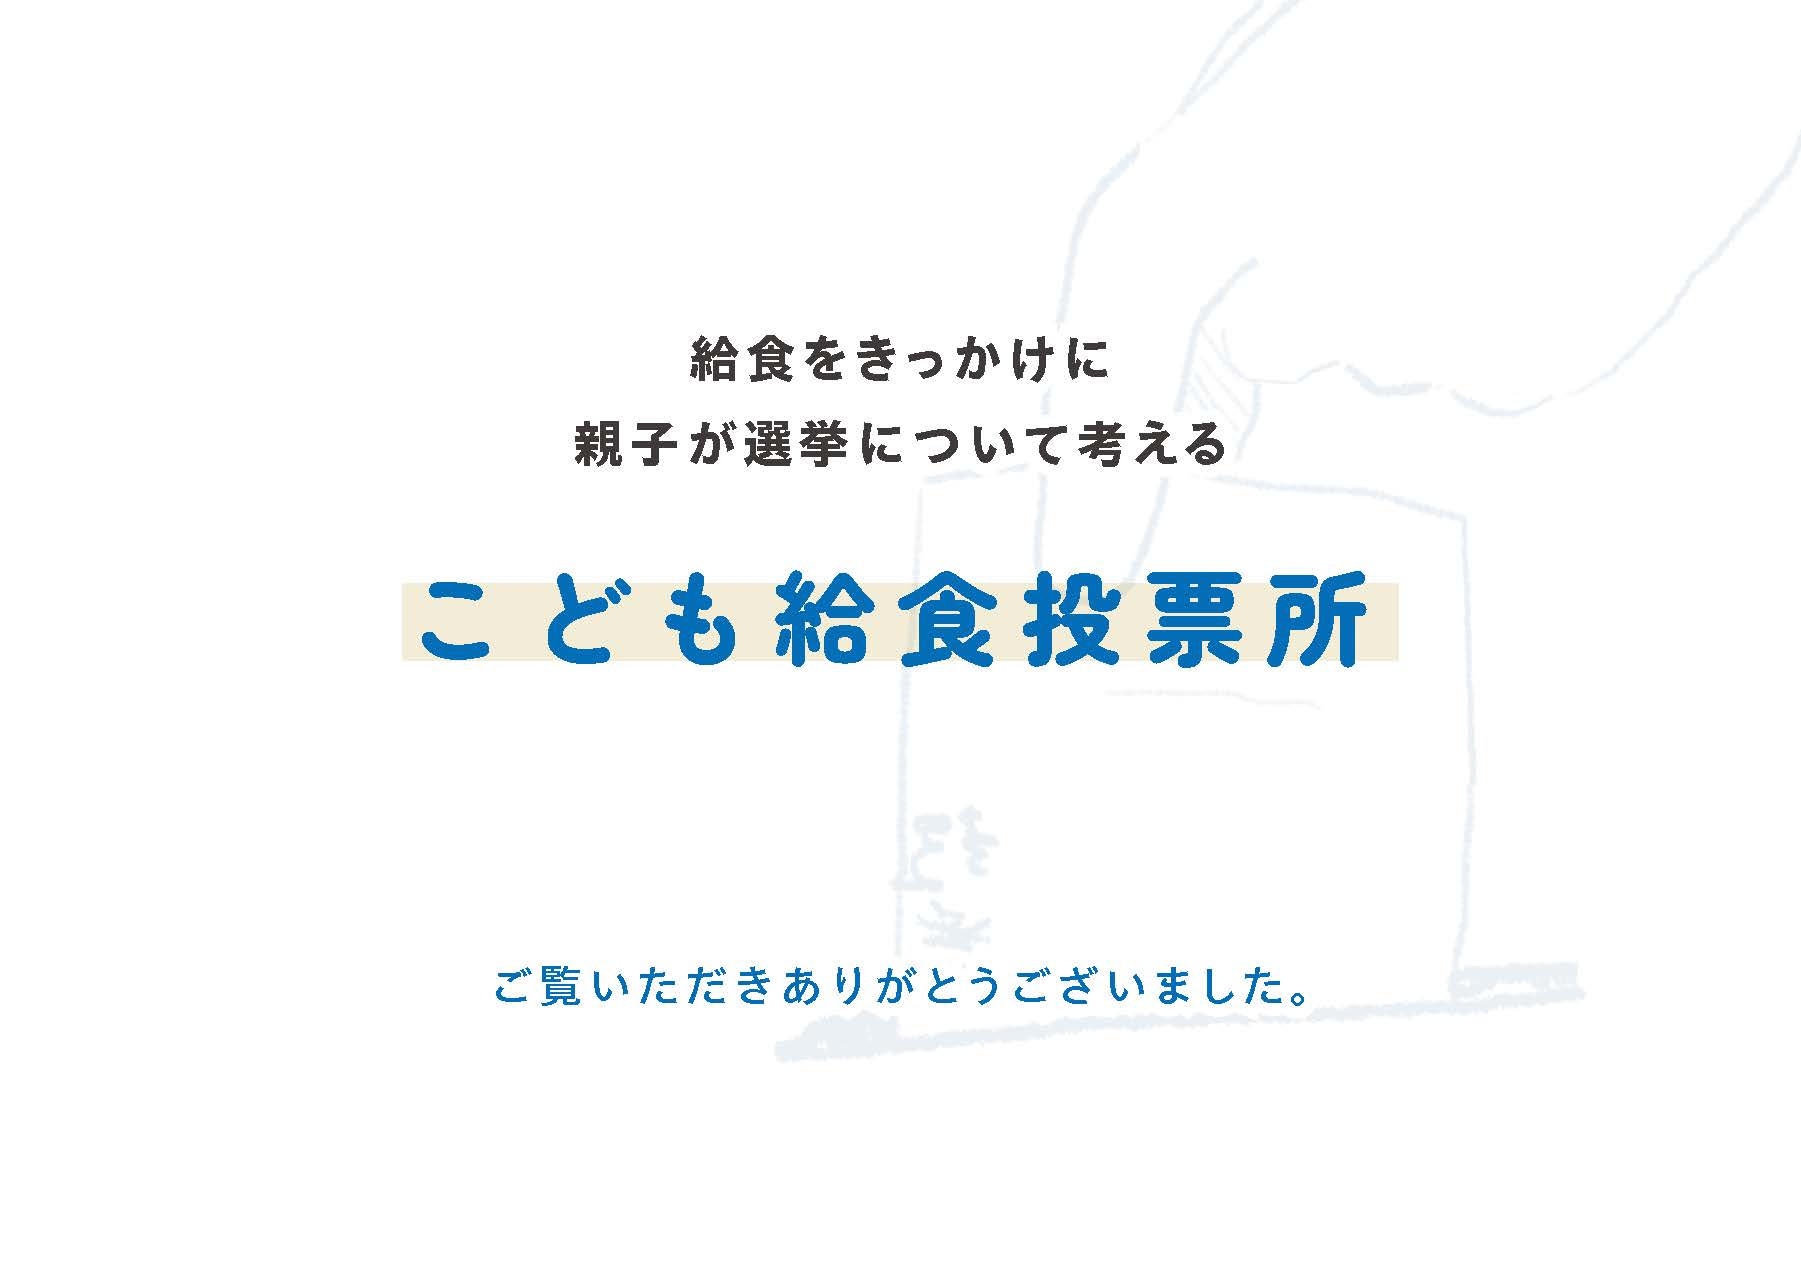 給食をきっかけに
親子が選挙について考える
こども給食投票所
ご覧いただきありがとうございました。